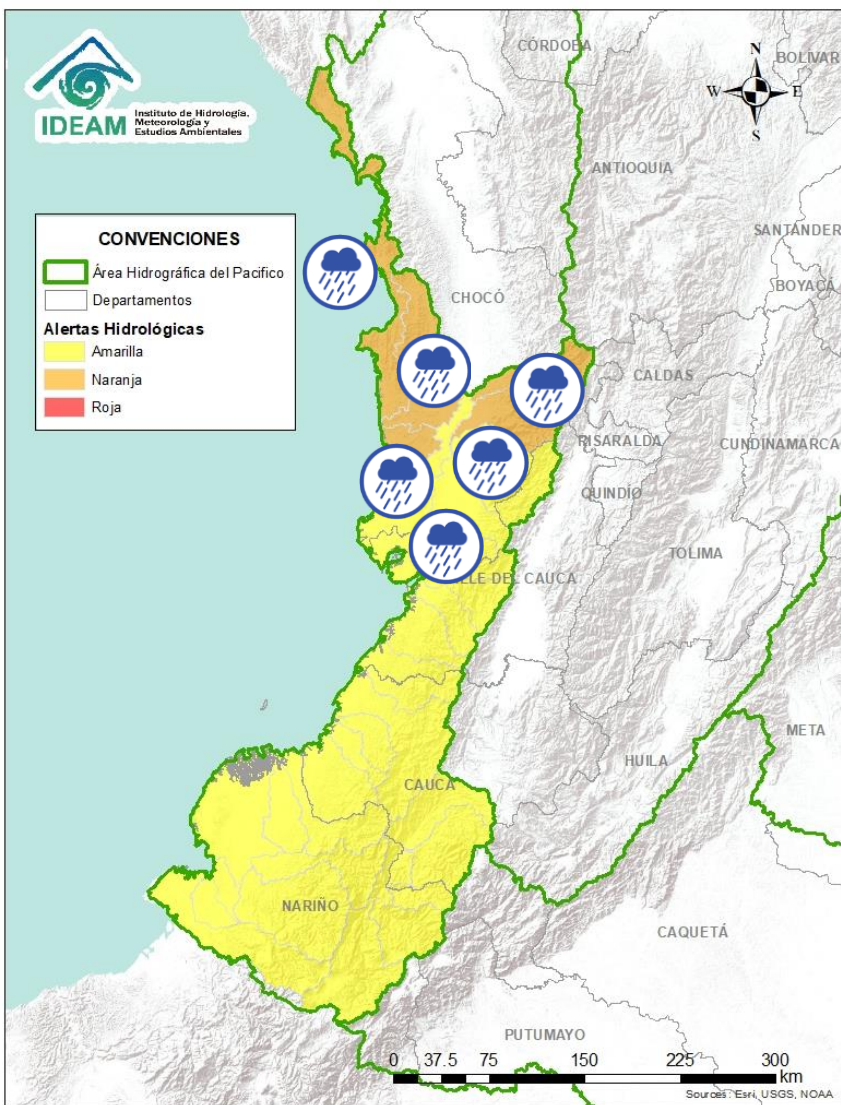 IDEAM
Instituto de Hidrología,
Meteorología y
Estudios Ambientales
CÓRDOBA
BOLIVAR
N
W
E
S
ANTIOQUIA
SANTANDER
CONVENCIONES
Área Hidrográfica del Pacifico
Departamentos
Alertas Hidrológicas
Amarilla
Naranja
Roja
CHOCÓ
BOYACÁ
CALDAS
RISARALDA
CUNDINAMARCA
QUINDÍO
TOLIMA
LLE DEL CAUCA
META
HUILA
CAUCA
NARIÑO
CAQUETÁ
PUTUMAYO
0 37.5 75 150 225 300
km
Sources: Esri, USGS, NOAA